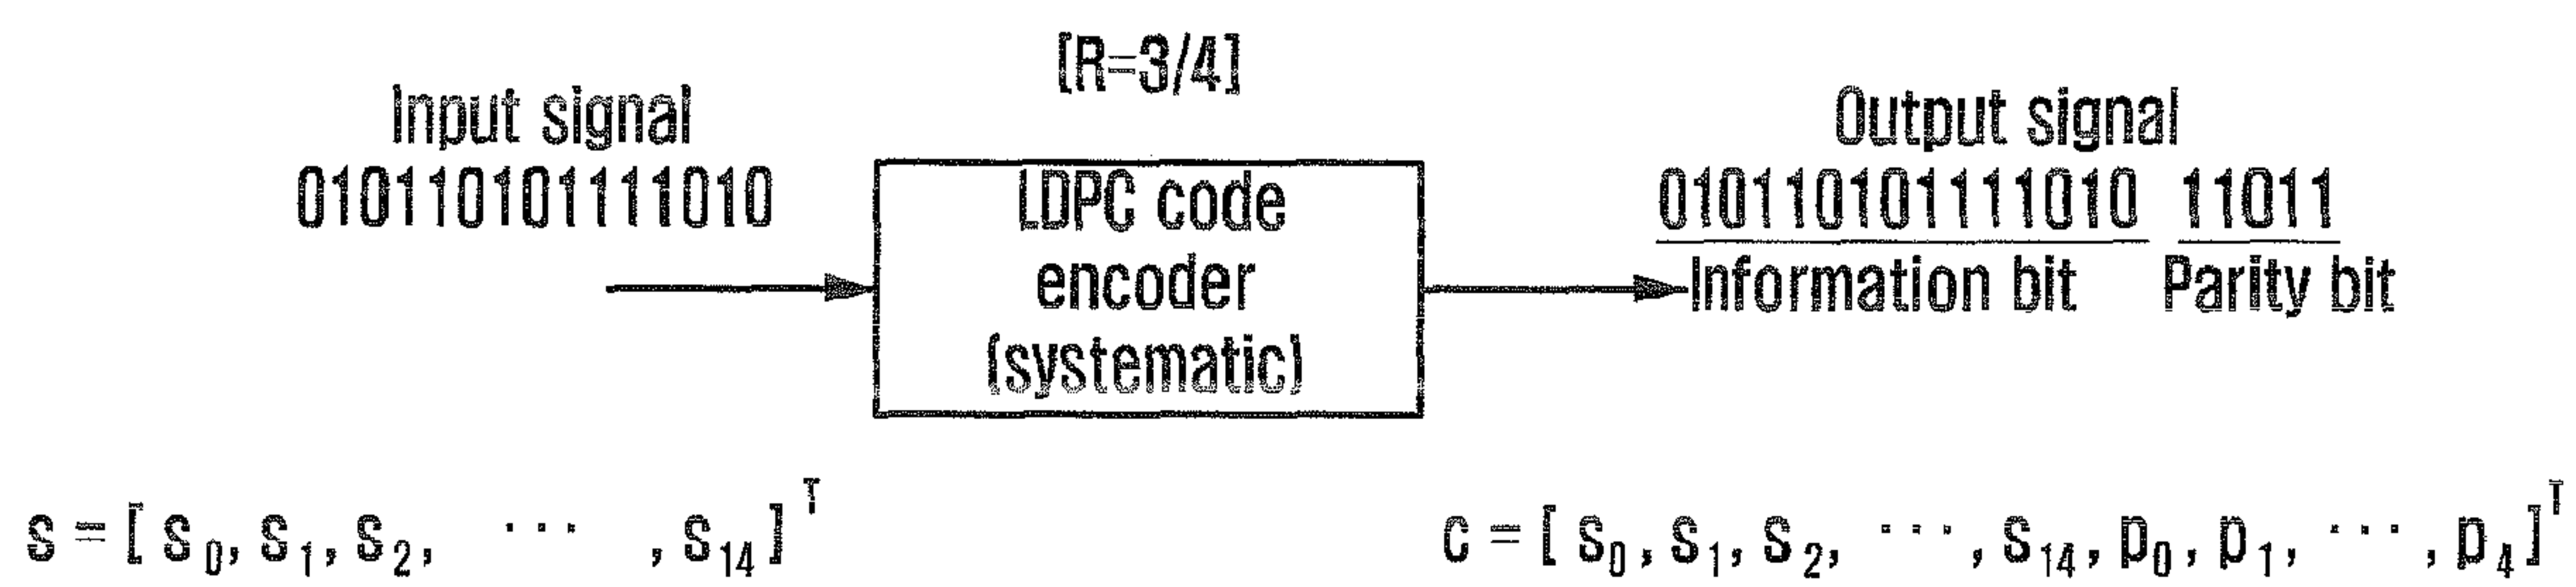 [R=3/4]
Input signal
010110101111010
LDPC code
encoder
(systematic)
Output signal
010110101111010 11011
Information bit Parity bit
s = [ s0, s1, s2, ··· , s14 ]T
c = [ s0, s1, s2, ··· , s14, p0, p1, ··· , p4 ]T